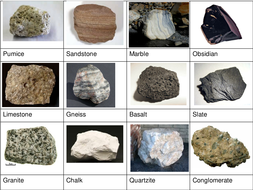 Pumice Sandstone Marble Obsidian
Limestone Gneiss Basalt Slate
Granite Chalk Quartzite Conglomerate